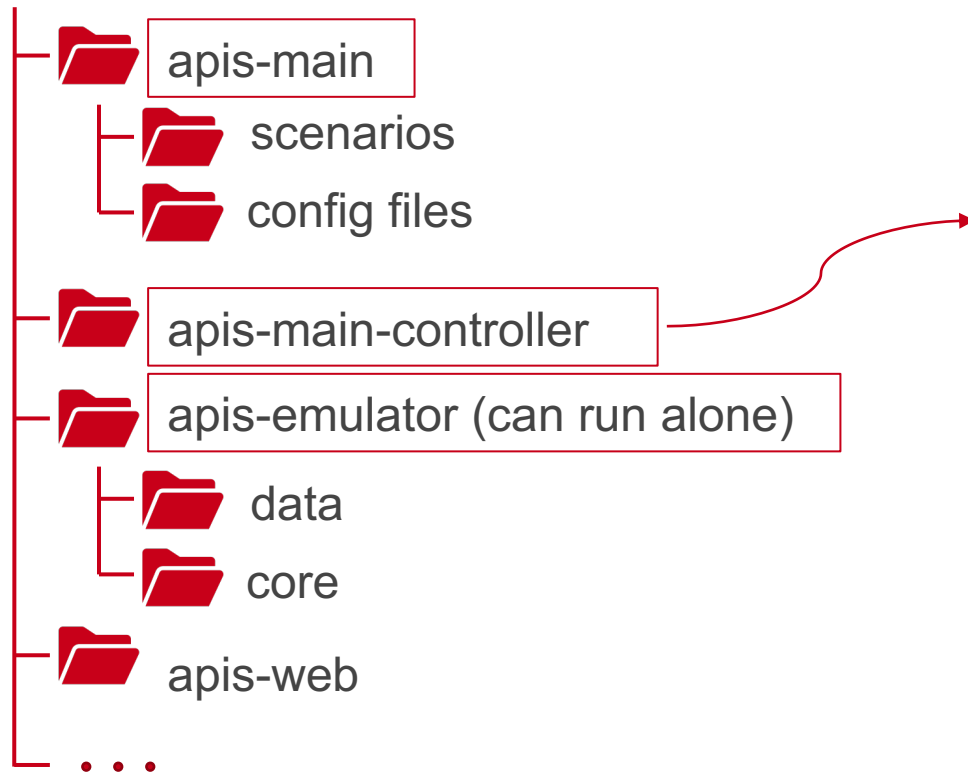 apis-main
scenarios
config files
apis-main-controller
apis-emulator (can run alone)
data
core
apis-web
. . .